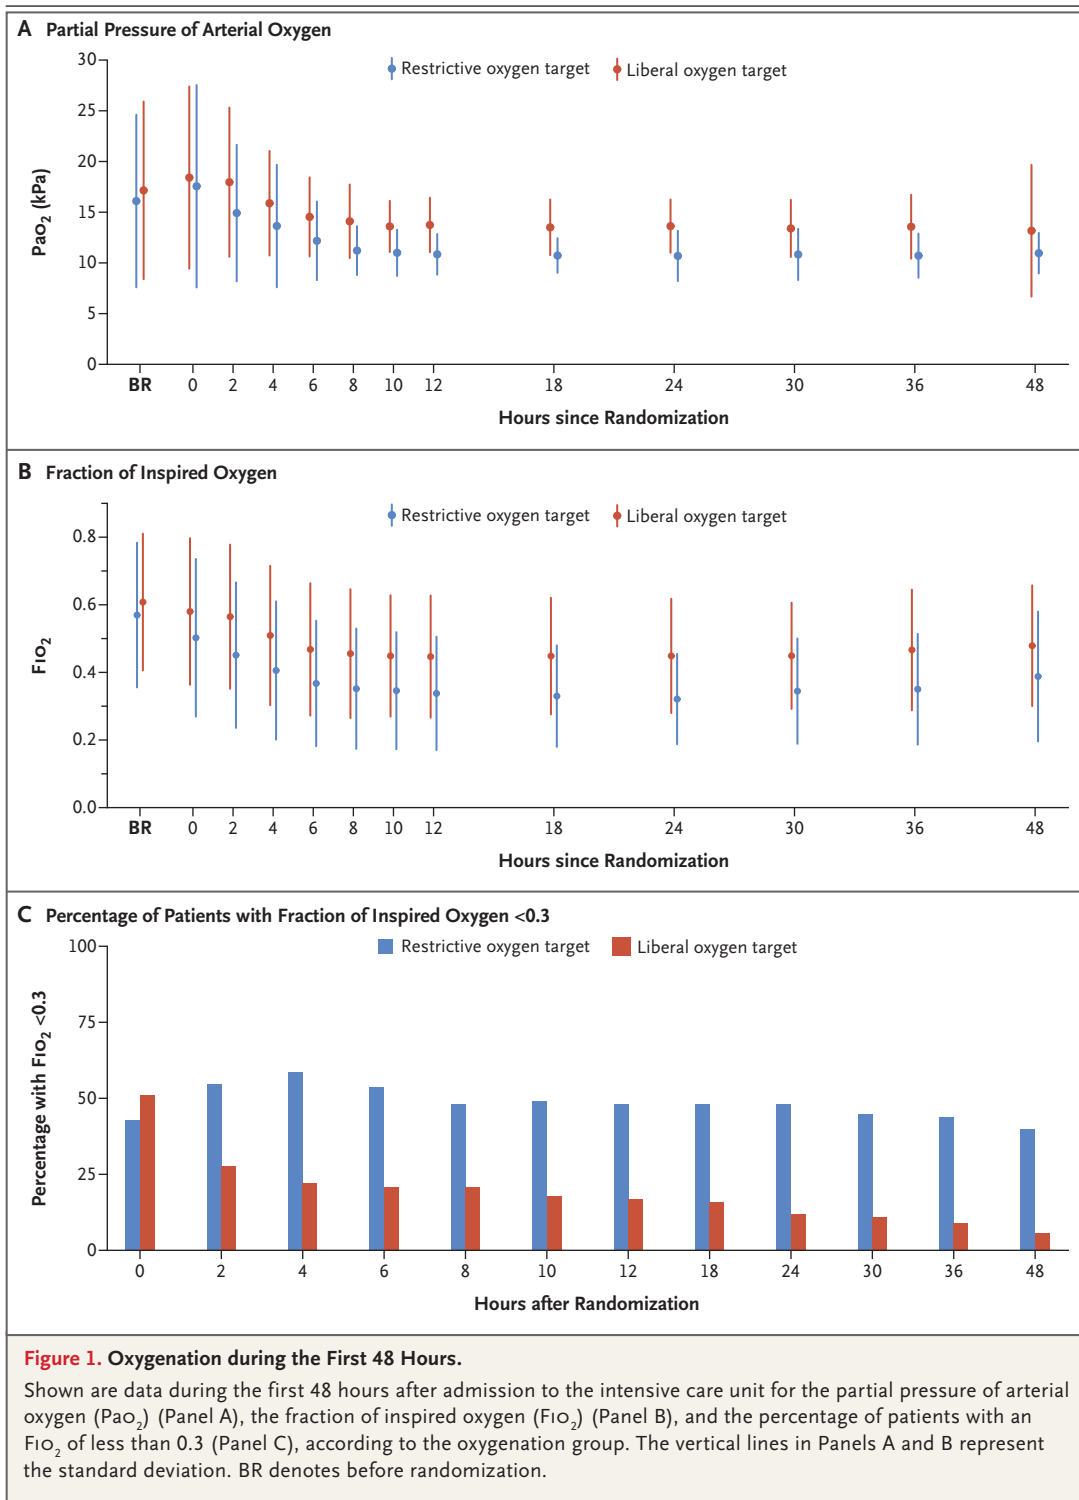 A Partial Pressure of Arterial Oxygen
Restrictive oxygen target
Liberal oxygen target
PaO₂ (kPa)
30
25
20
15
10
5
0
BR 0 2 4 6 8 10 12 18 24 30 36 48
Hours since Randomization
B Fraction of Inspired Oxygen
Restrictive oxygen target
Liberal oxygen target
FIO₂
0.8
0.6
0.4
0.2
0.0
BR 0 2 4 6 8 10 12 18 24 30 36 48
Hours since Randomization
C Percentage of Patients with Fraction of Inspired Oxygen <0.3
Restrictive oxygen target
Liberal oxygen target
Percentage with FIO₂ <0.3
100
75
50
25
0
0 2 4 6 8 10 12 18 24 30 36 48
Hours after Randomization
Figure 1. Oxygenation during the First 48 Hours.
Shown are data during the first 48 hours after admission to the intensive care unit for the partial pressure of arterial
oxygen (PaO₂) (Panel A), the fraction of inspired oxygen (FIO₂) (Panel B), and the percentage of patients with an
FIO₂ of less than 0.3 (Panel C), according to the oxygenation group. The vertical lines in Panels A and B represent
the standard deviation. BR denotes before randomization.